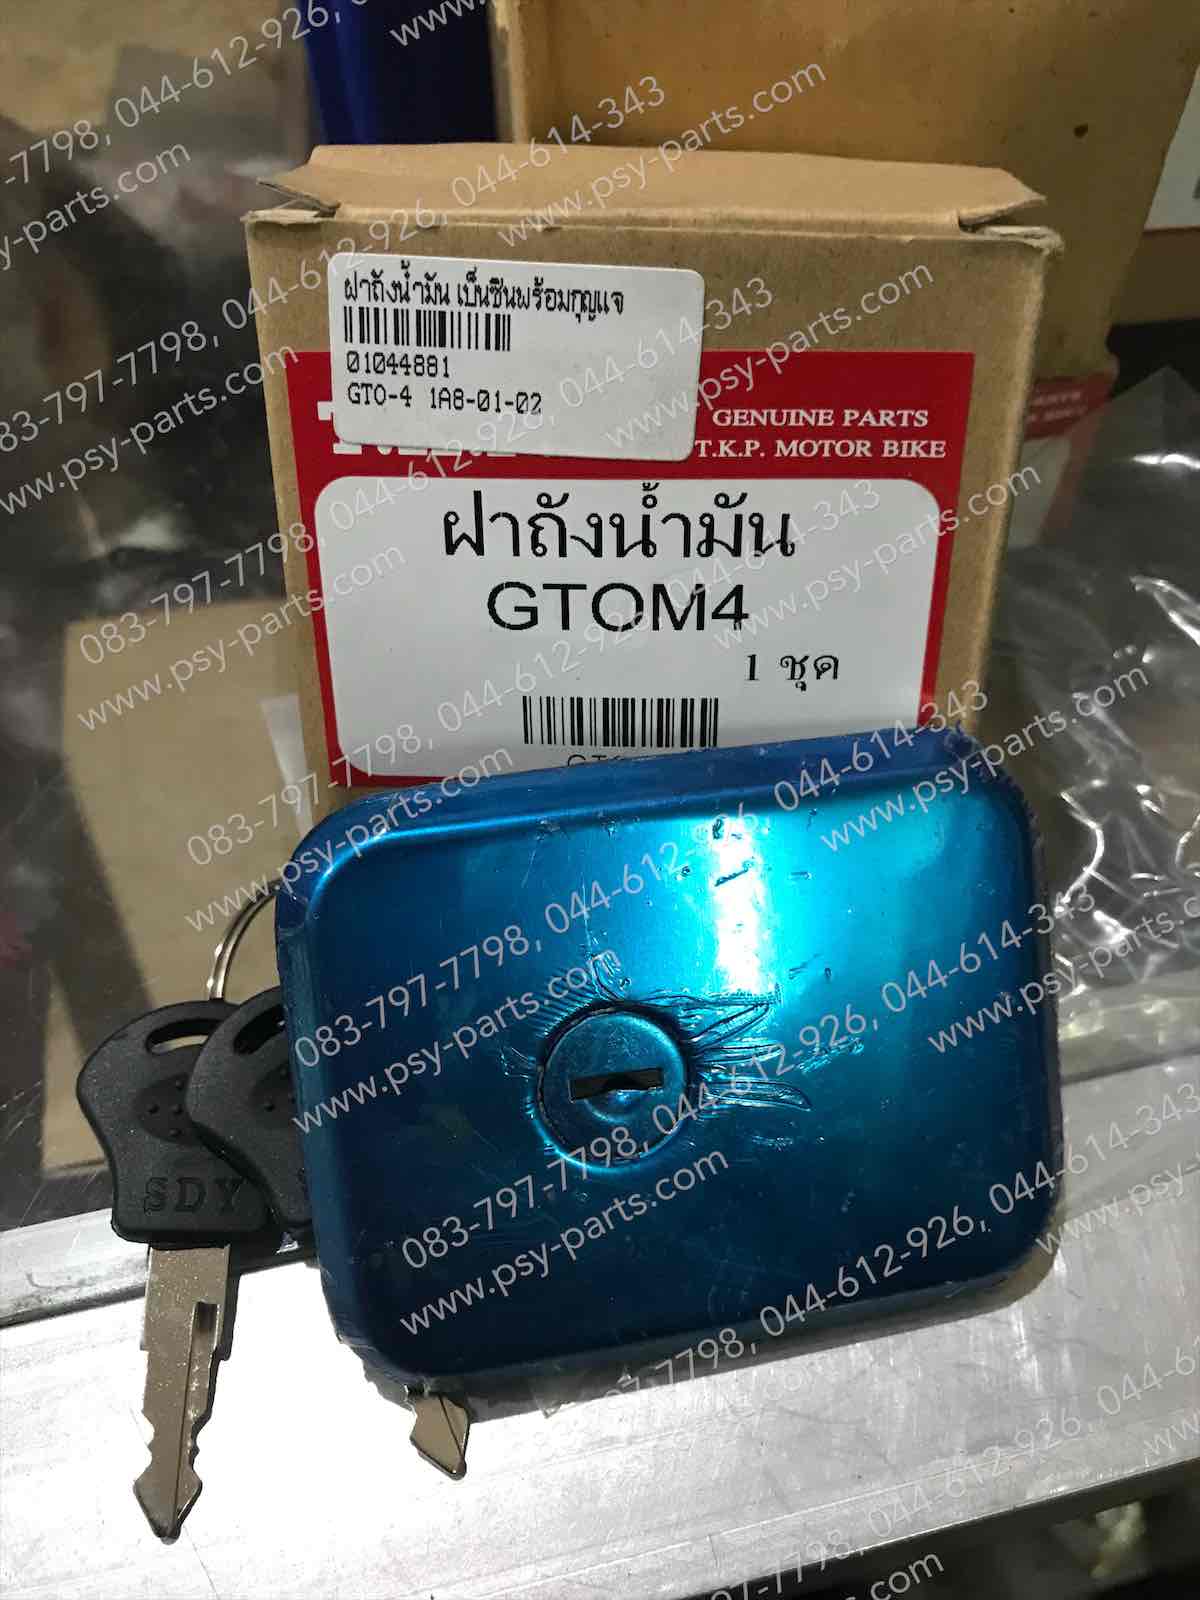 ฝาถังน้ำมัน เบ็นซินพร้อมกุญแจ
01044881
GTO-4 1A8-01-02
GENUINE PARTS
T.K.P. MOTOR BIKE
ฝาถังน้ำมัน
GTOM4
1 ชุด
SDY
083-797-7798, 044-612-926, 044-614-343
www.psy-parts.com